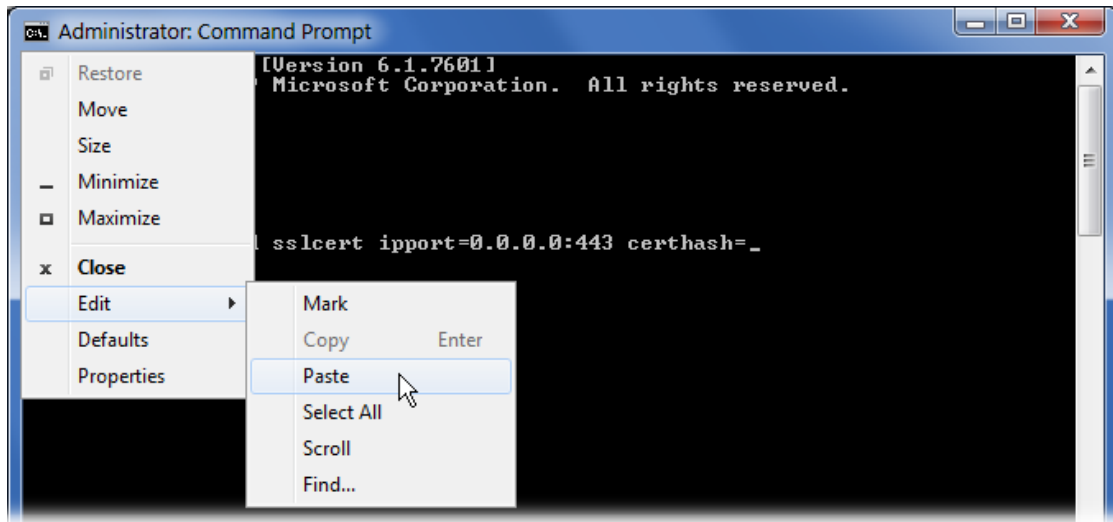 Administrator: Command Prompt
[Version 6.1.7601]
Microsoft Corporation. All rights reserved.
sslcert ipport=0.0.0.0:443 certhash=_
Restore
Move
Size
Minimize
Maximize
Close
Edit
Defaults
Properties
Mark
Copy Enter
Paste
Select All
Scroll
Find...